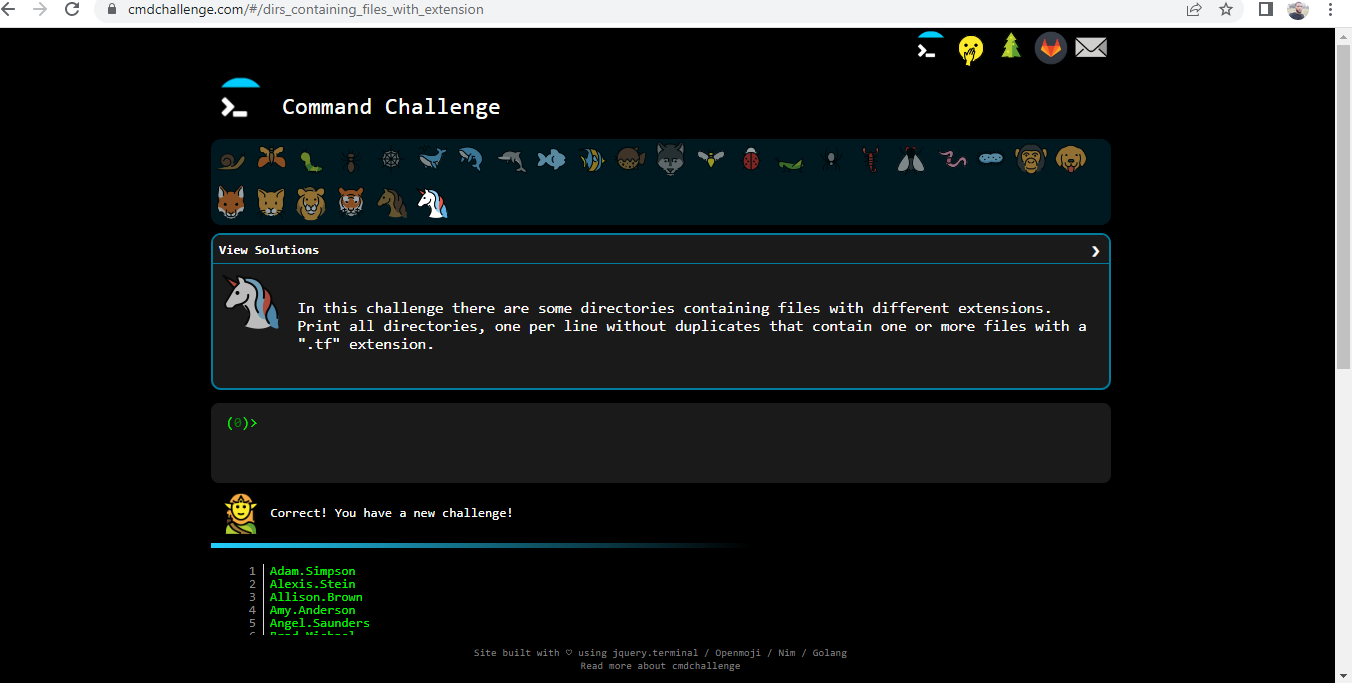 cmdchallenge.com/#/dirs_containing_files_with_extension
Command Challenge
View Solutions
In this challenge there are some directories containing files with different extensions.
Print all directories, one per line without duplicates that contain one or more files with a
".tf" extension.
(0)>
Correct! You have a new challenge!
1 Adam.Simpson
2 Alexis.Stein
3 Allison.Brown
4 Amy.Anderson
5 Angel.Saunders
6 Brad.Michael
Site built with ♡ using jquery.terminal / Openmoji / Nim / Golang
Read more about cmdchallenge